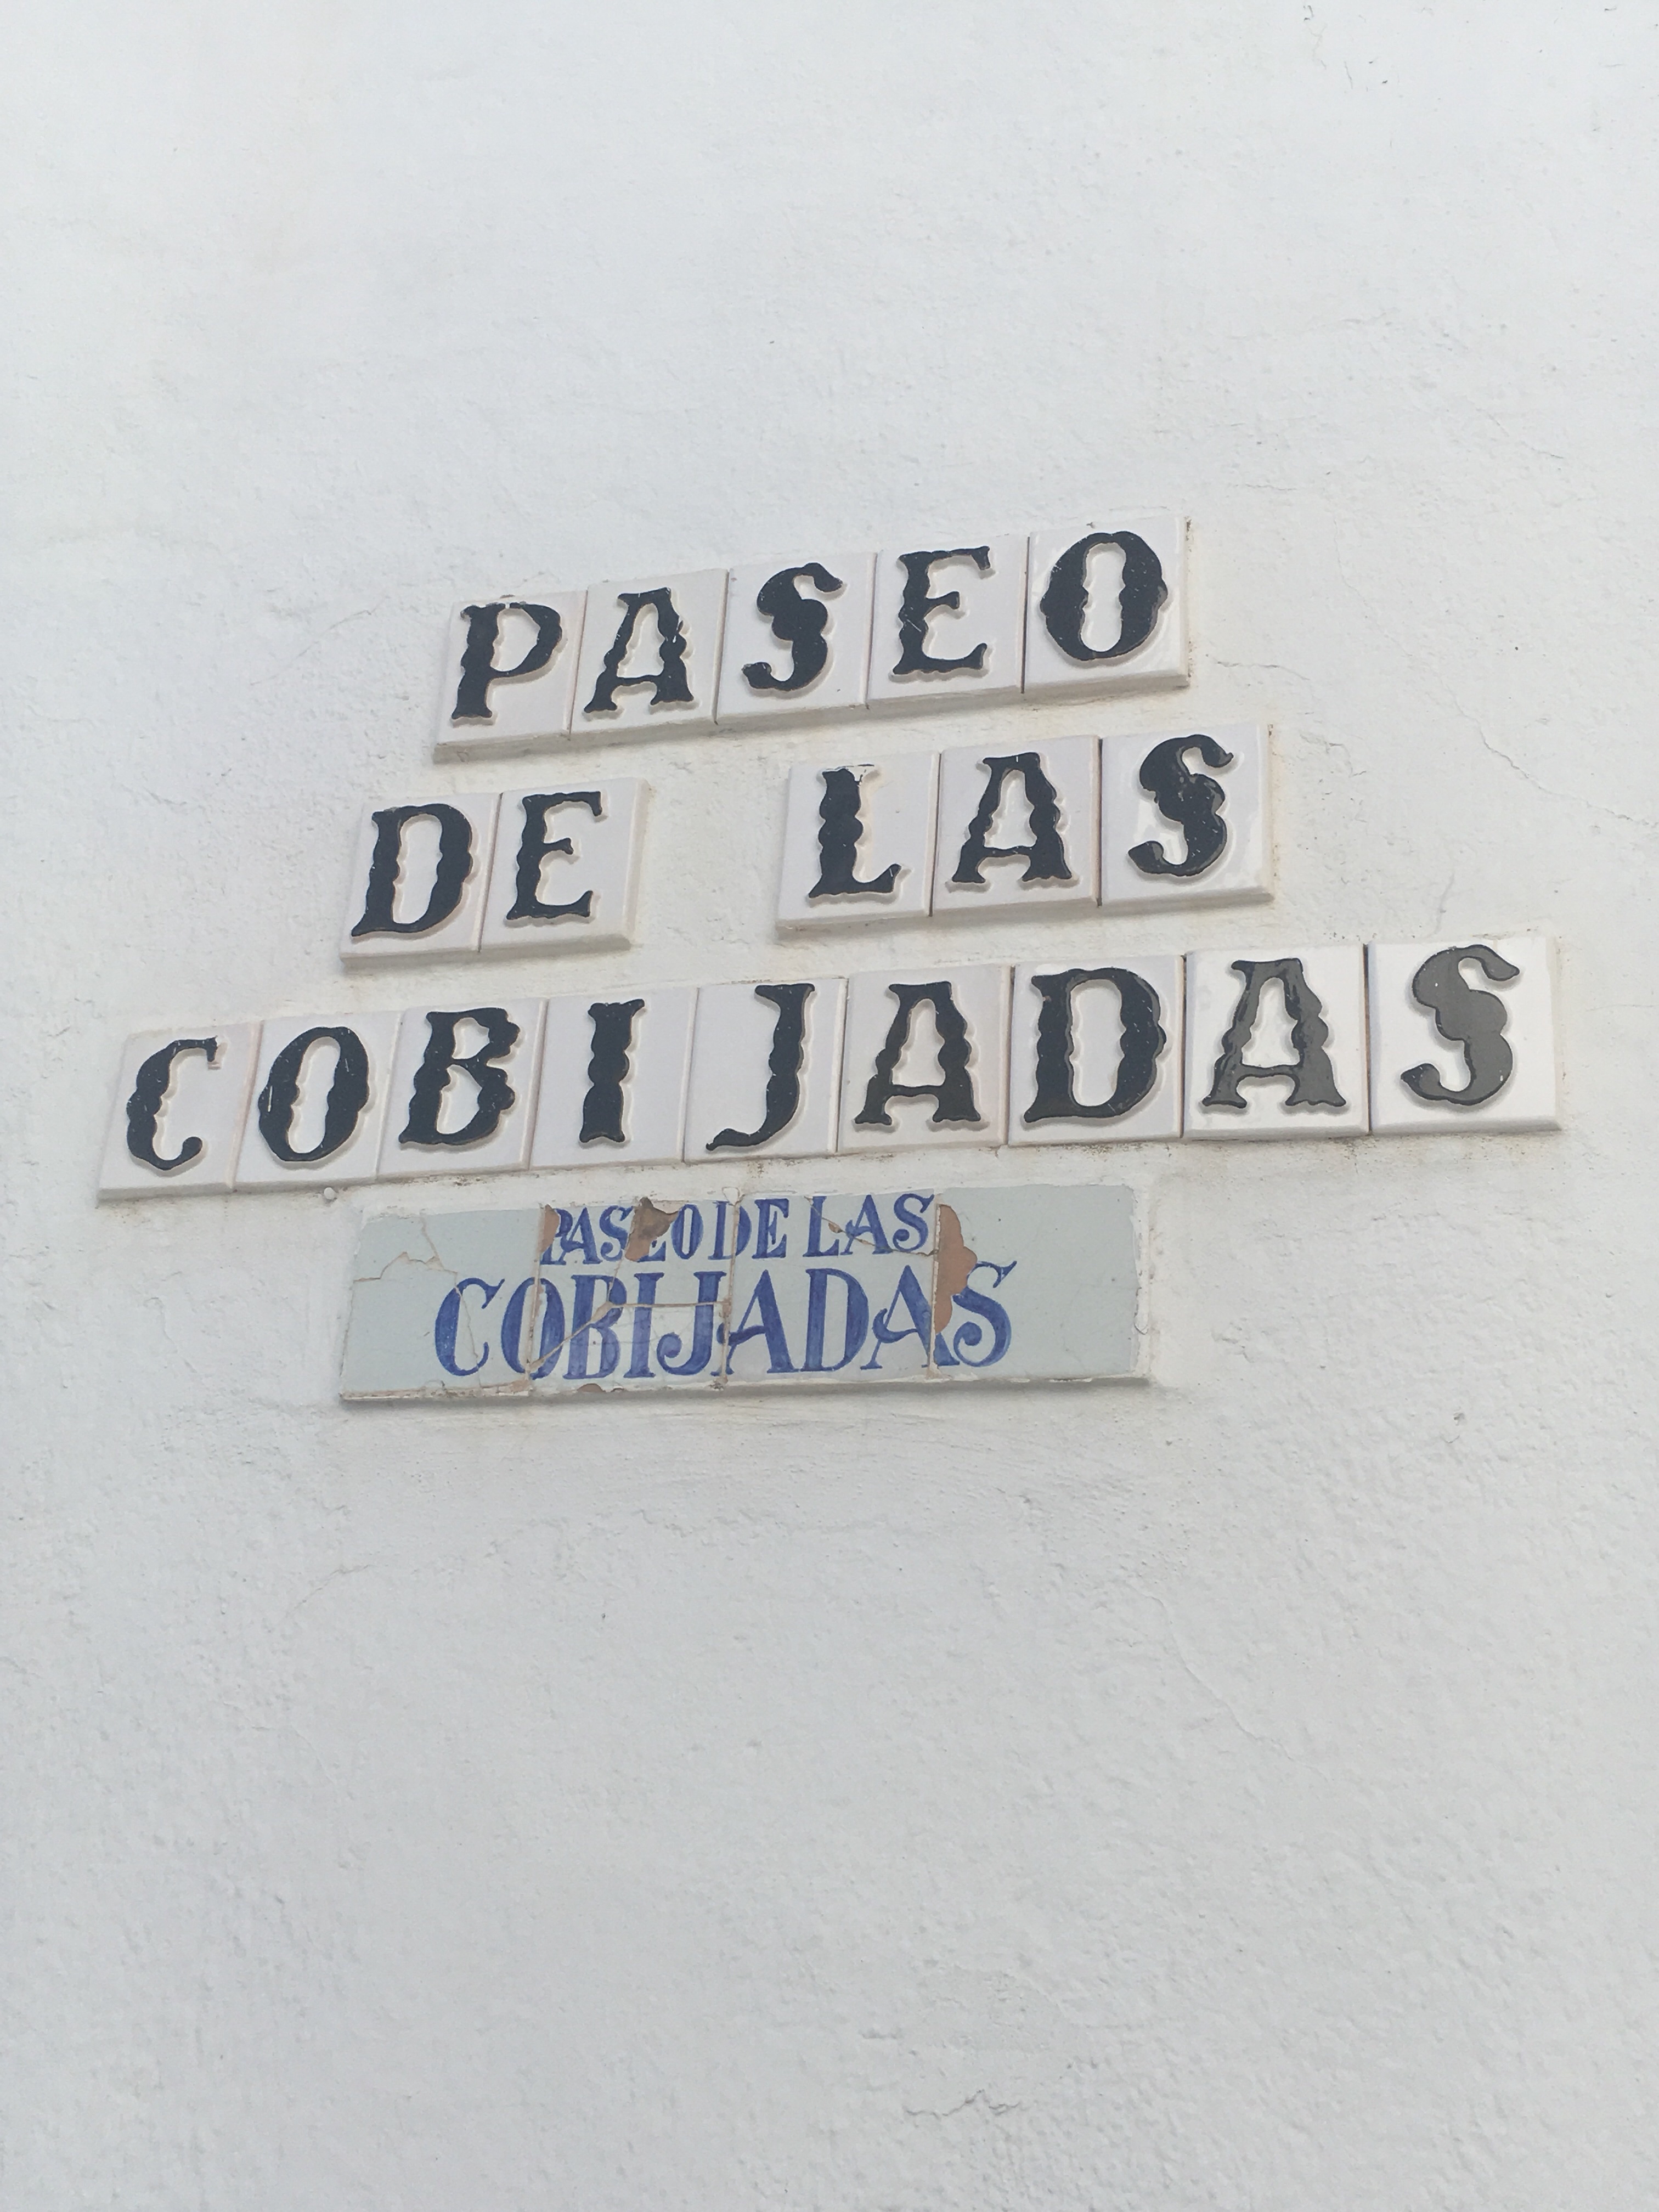 PASEO
DE LAS
COBIJADAS
PASEO DE LAS
COBIJADAS